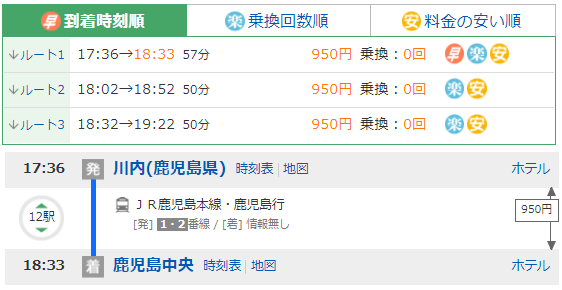 早 到着時刻順 楽 乗換回数順 安 料金の安い順
↓ルート1 17:36→18:33 57分 950円 乗換：0回 早 楽 安
↓ルート2 18:02→18:52 50分 950円 乗換：0回 楽 安
↓ルート3 18:32→19:22 50分 950円 乗換：0回 楽 安
17:36 発 川内(鹿児島県) 時刻表 | 地図 ホテル
12駅 ＪＲ鹿児島本線・鹿児島行 950円
[発] 1・2番線 / [着] 情報無し
18:33 着 鹿児島中央 時刻表 | 地図 ホテル